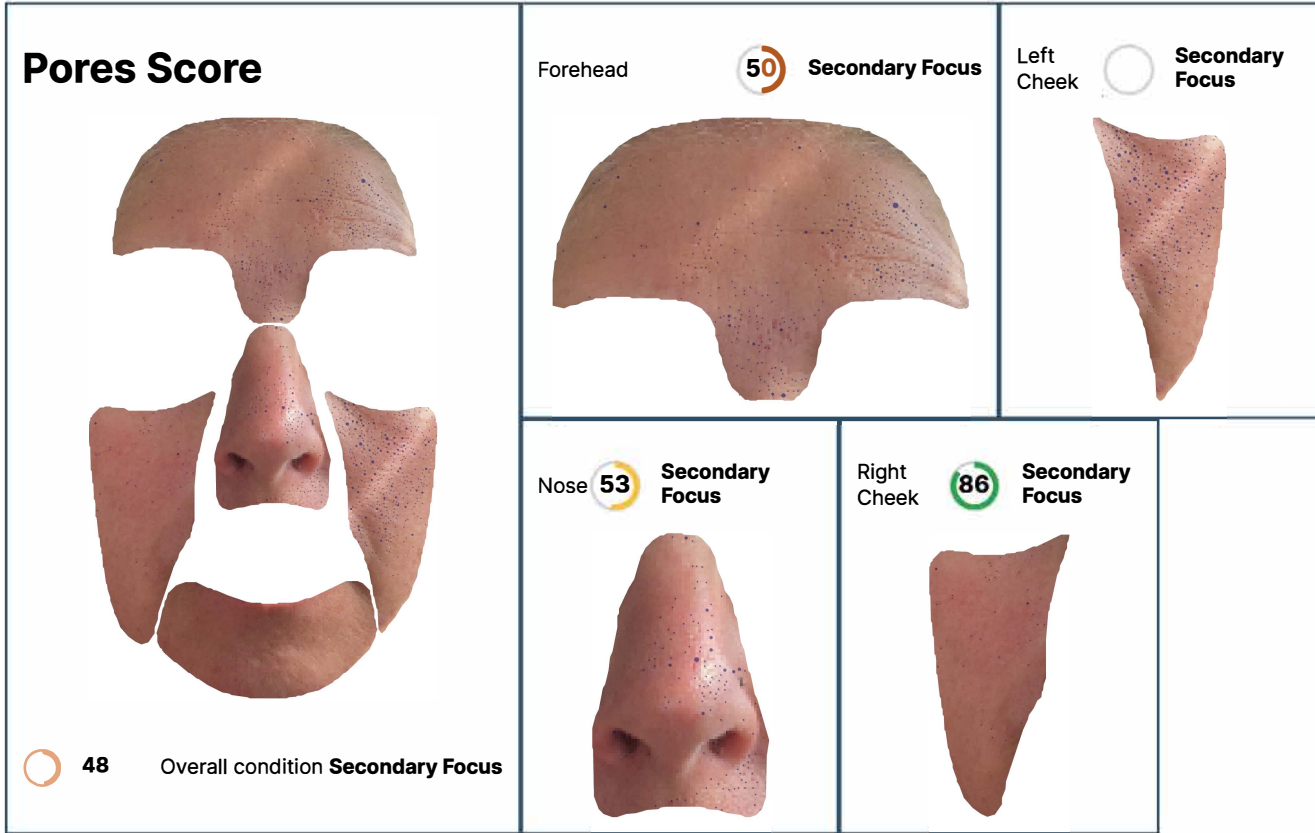 Pores Score
Forehead
50
Secondary Focus
Left
Cheek
Secondary
Focus
Nose
53
Secondary
Focus
Right
Cheek
86
Secondary
Focus
48
Overall condition Secondary Focus